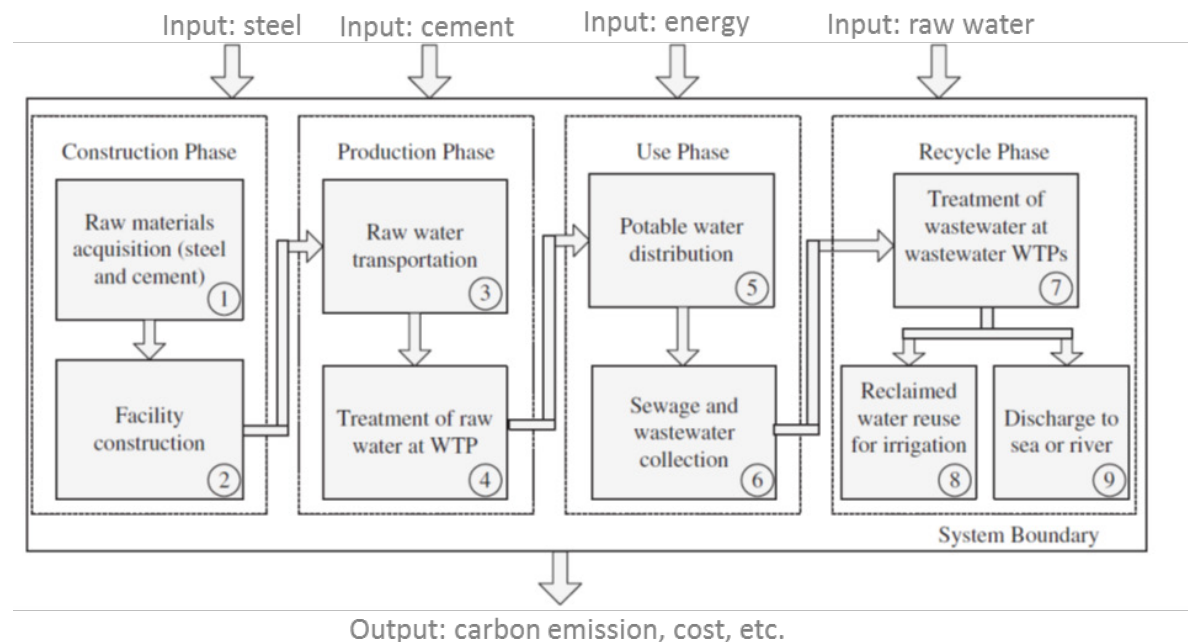 Input: steel
Input: cement
Input: energy
Input: raw water
Construction Phase
Raw materials
acquisition (steel
and cement)
1
Facility
construction
2
Production Phase
Raw water
transportation
3
Treatment of raw
water at WTP
4
Use Phase
Potable water
distribution
5
Sewage and
wastewater
collection
6
Recycle Phase
Treatment of
wastewater at
wastewater WTPs
7
Reclaimed
water reuse
for irrigation
8
Discharge to
sea or river
9
System Boundary
Output: carbon emission, cost, etc.